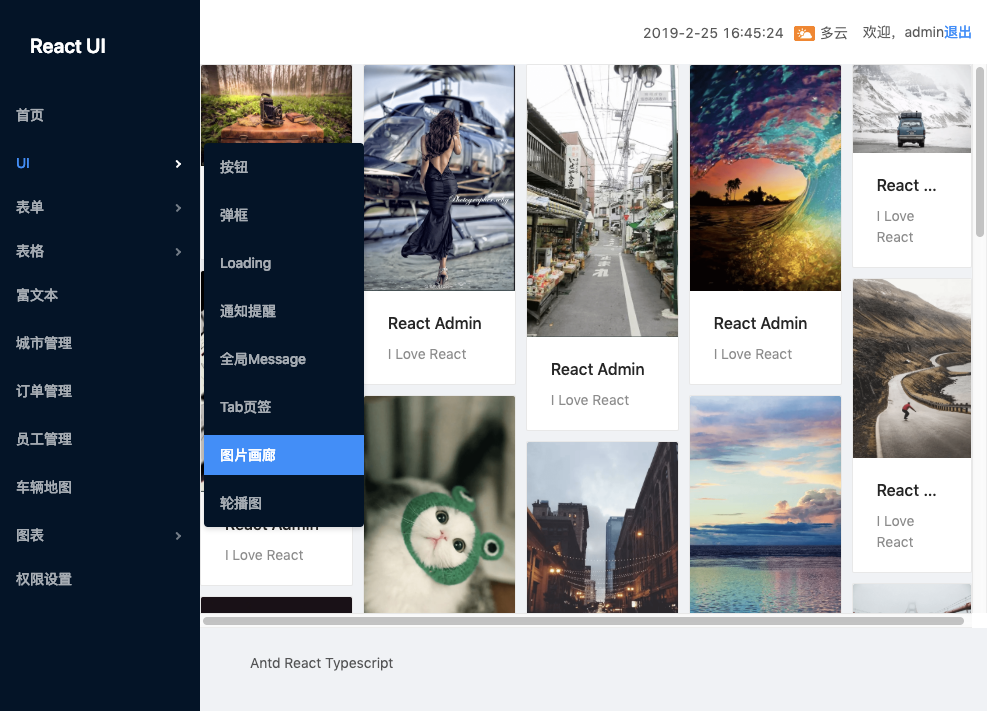 React UI
2019-2-25 16:45:24 多云 欢迎，admin退出
首页
UI
表单
表格
富文本
城市管理
订单管理
员工管理
车辆地图
图表
权限设置
按钮
弹框
Loading
通知提醒
全局Message
Tab页签
图片画廊
轮播图
React Admin
I Love React
React Admin
I Love React
React Admin
I Love React
React Admin
I Love React
React ...
I Love
React
React ...
I Love
React
Antd React Typescript